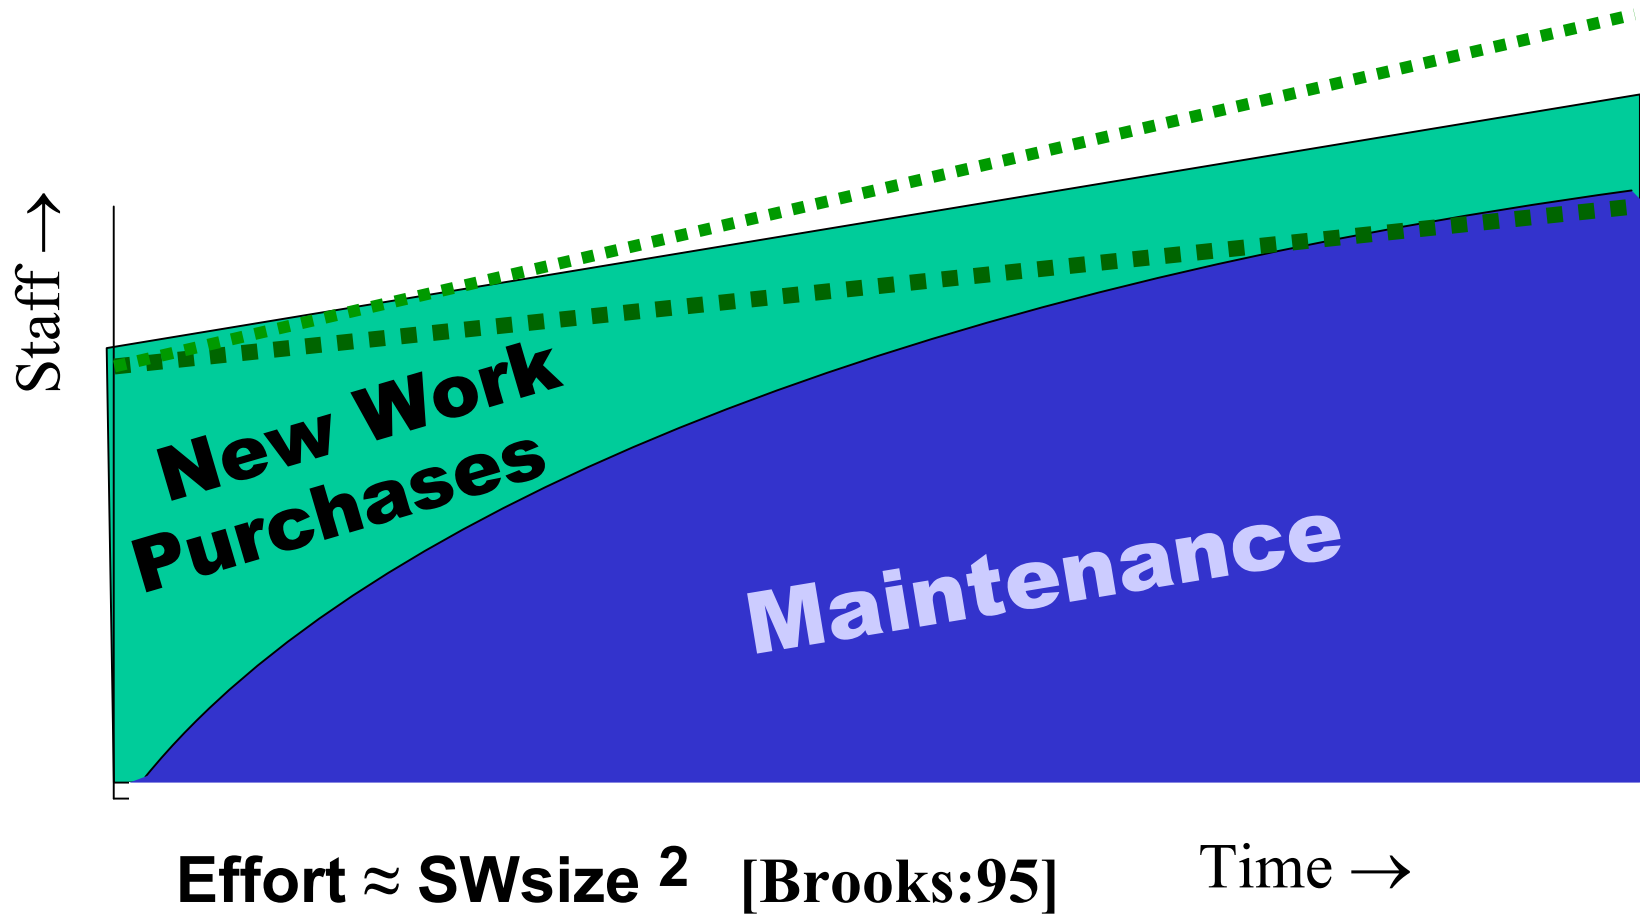 Staff →
New Work
Purchases
Maintenance
Effort ≈ SWsize ² [Brooks:95]
Time →